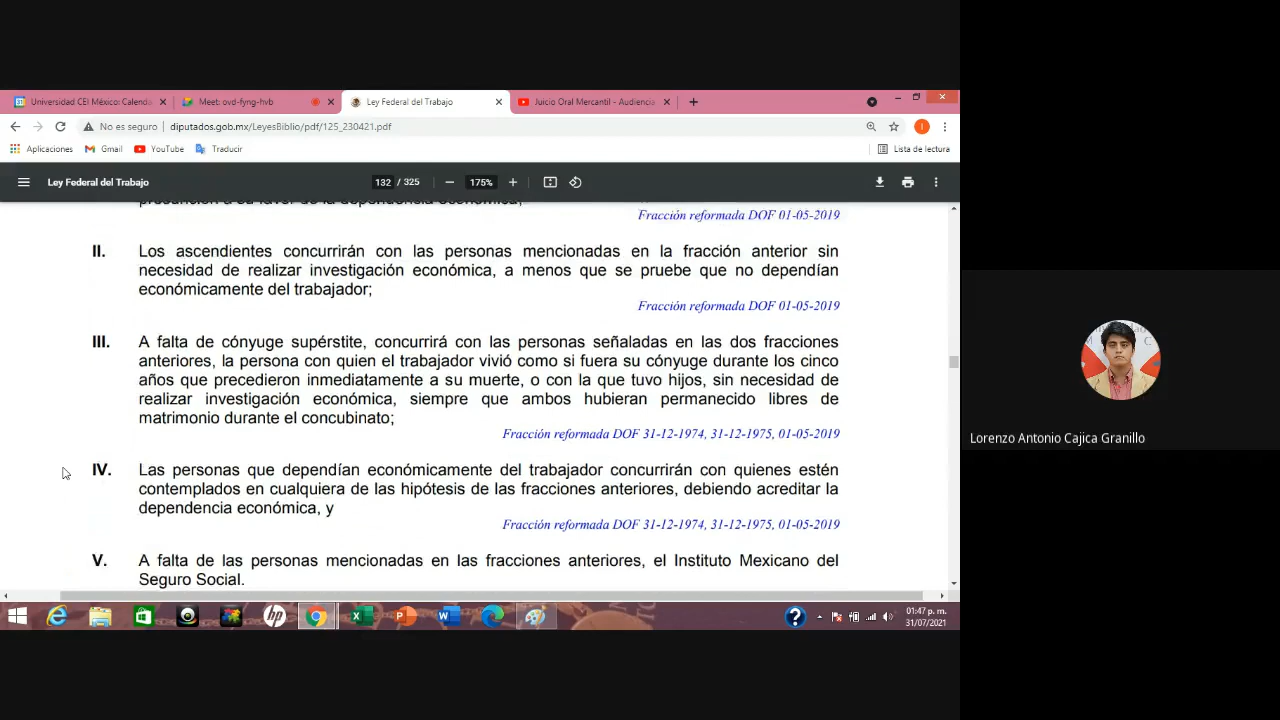 Universidad CEI México: Calenda
Meet: ovd-fyng-hvb
Ley Federal del Trabajo
Juicio Oral Mercantil - Audiencia
No es seguro
deputados.gob.mx/LeyesBiblio/pdf/125_230421.pdf
Aplicaciones
Gmail
YouTube
Traducir
Lista de lectura
Ley Federal del Trabajo
132 / 325
175%
presunción a su favor de la dependencia económica;
Fracción reformada DOF 01-05-2019
II. Los ascendientes concurrirán con las personas mencionadas en la fracción anterior sin
necesidad de realizar investigación económica, a menos que se pruebe que no dependían
económicamente del trabajador;
Fracción reformada DOF 01-05-2019
III. A falta de cónyuge supérstite, concurrirá con las personas señaladas en las dos fracciones
anteriores, la persona con quien el trabajador vivió como si fuera su cónyuge durante los cinco
años que precedieron inmediatamente a su muerte, o con la que tuvo hijos, sin necesidad de
realizar investigación económica, siempre que ambos hubieran permanecido libres de
matrimonio durante el concubinato;
Fracción reformada DOF 31-12-1974, 31-12-1975, 01-05-2019
IV. Las personas que dependían económicamente del trabajador concurrirán con quienes estén
contemplados en cualquiera de las hipótesis de las fracciones anteriores, debiendo acreditar la
dependencia económica, y
Fracción reformada DOF 31-12-1974, 31-12-1975, 01-05-2019
V. A falta de las personas mencionadas en las fracciones anteriores, el Instituto Mexicano del
Seguro Social.
01:47 p. m.
31/07/2021
Lorenzo Antonio Cajica Granillo